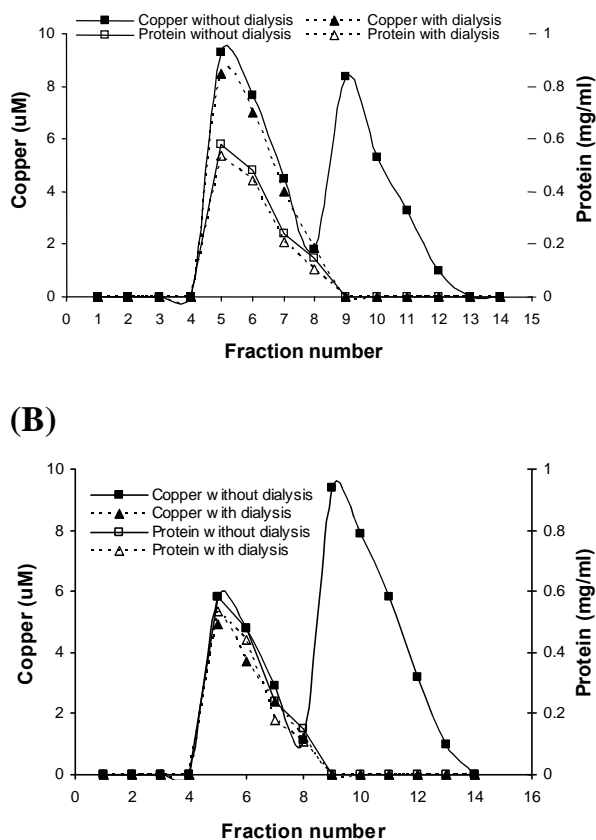 Copper without dialysis
Copper with dialysis
Protein without dialysis
Protein with dialysis
10
8
6
4
2
0
Copper (uM)
1
0.8
0.6
0.4
0.2
0
Protein (mg/ml)
0 1 2 3 4 5 6 7 8 9 10 11 12 13 14 15
Fraction number
(B)
Copper without dialysis
Copper with dialysis
Protein without dialysis
Protein with dialysis
10
8
6
4
2
0
Copper (uM)
1
0.8
0.6
0.4
0.2
0
Protein (mg/ml)
0 2 4 6 8 10 12 14 16
Fraction number